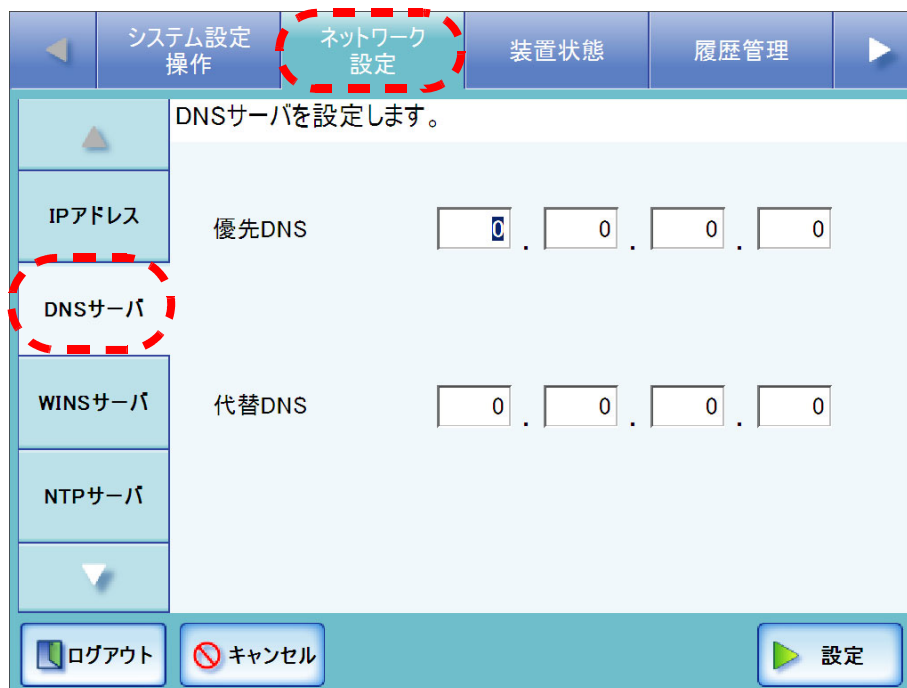 システム設定
操作
ネットワーク
設定
装置状態
履歴管理
DNSサーバを設定します。
IPアドレス
DNSサーバ
WINSサーバ
NTPサーバ
優先DNS
0 . 0 . 0 . 0
代替DNS
0 . 0 . 0 . 0
ログアウト
キャンセル
設定